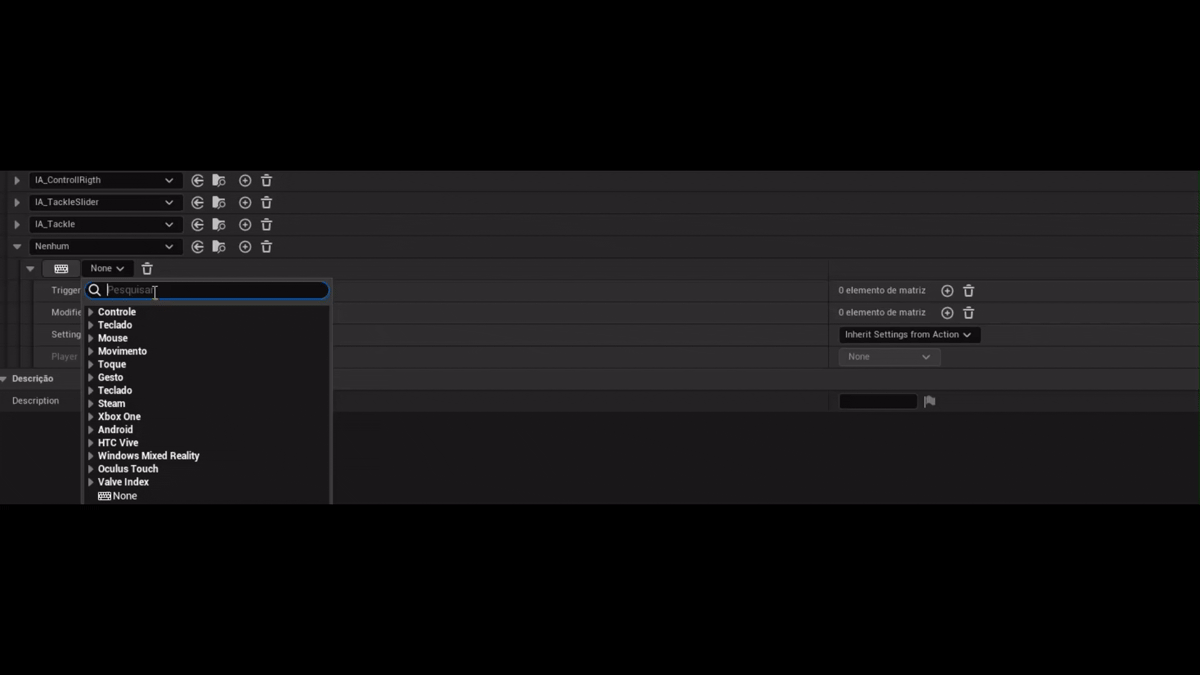 IA_ControllRigth
IA_TackleSlider
IA_Tackle
Nenhum
None
Trigger
Pesquisar
0 elemento de matriz
Controle
Modifie
0 elemento de matriz
Teclado
Mouse
Setting
Inherit Settings from Action
Movimento
Player
None
Toque
Gesto
Descrição
Teclado
Description
Steam
Xbox One
Android
HTC Vive
Windows Mixed Reality
Oculus Touch
Valve Index
None